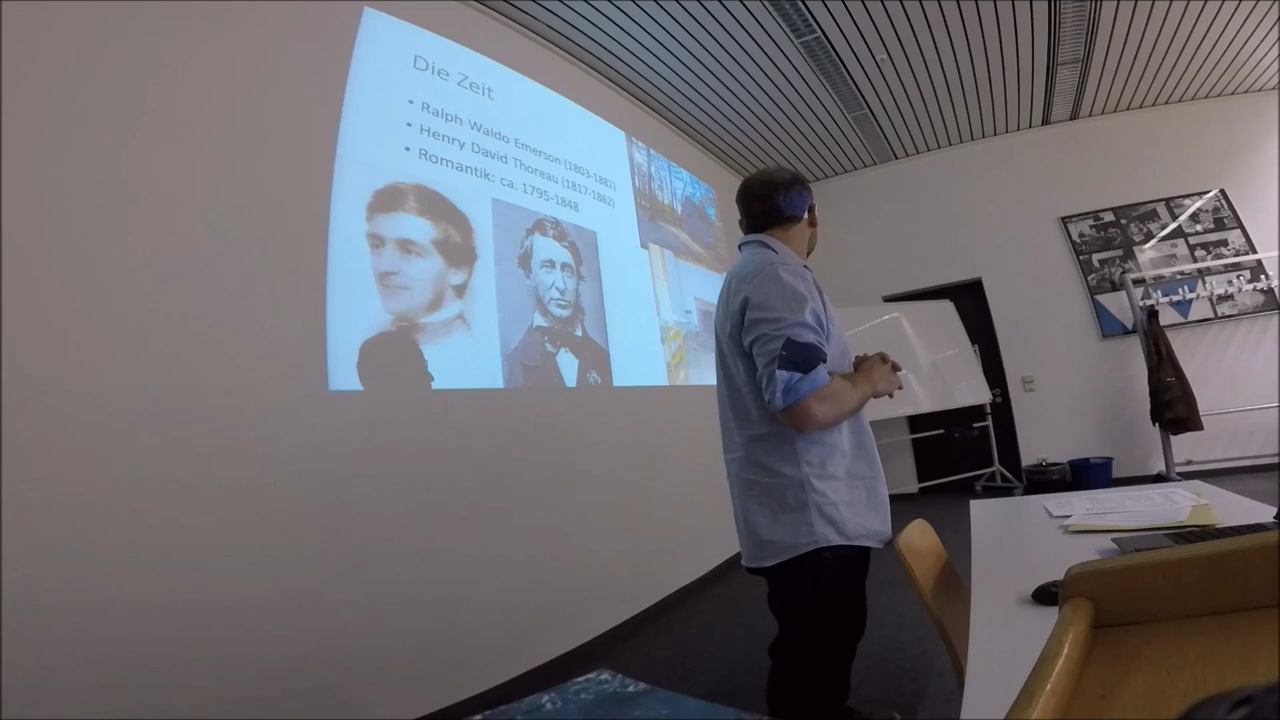 Die Zeit
• Ralph Waldo Emerson (1803-1882)
• Henry David Thoreau (1817-1862)
• Romantik: ca. 1795-1848